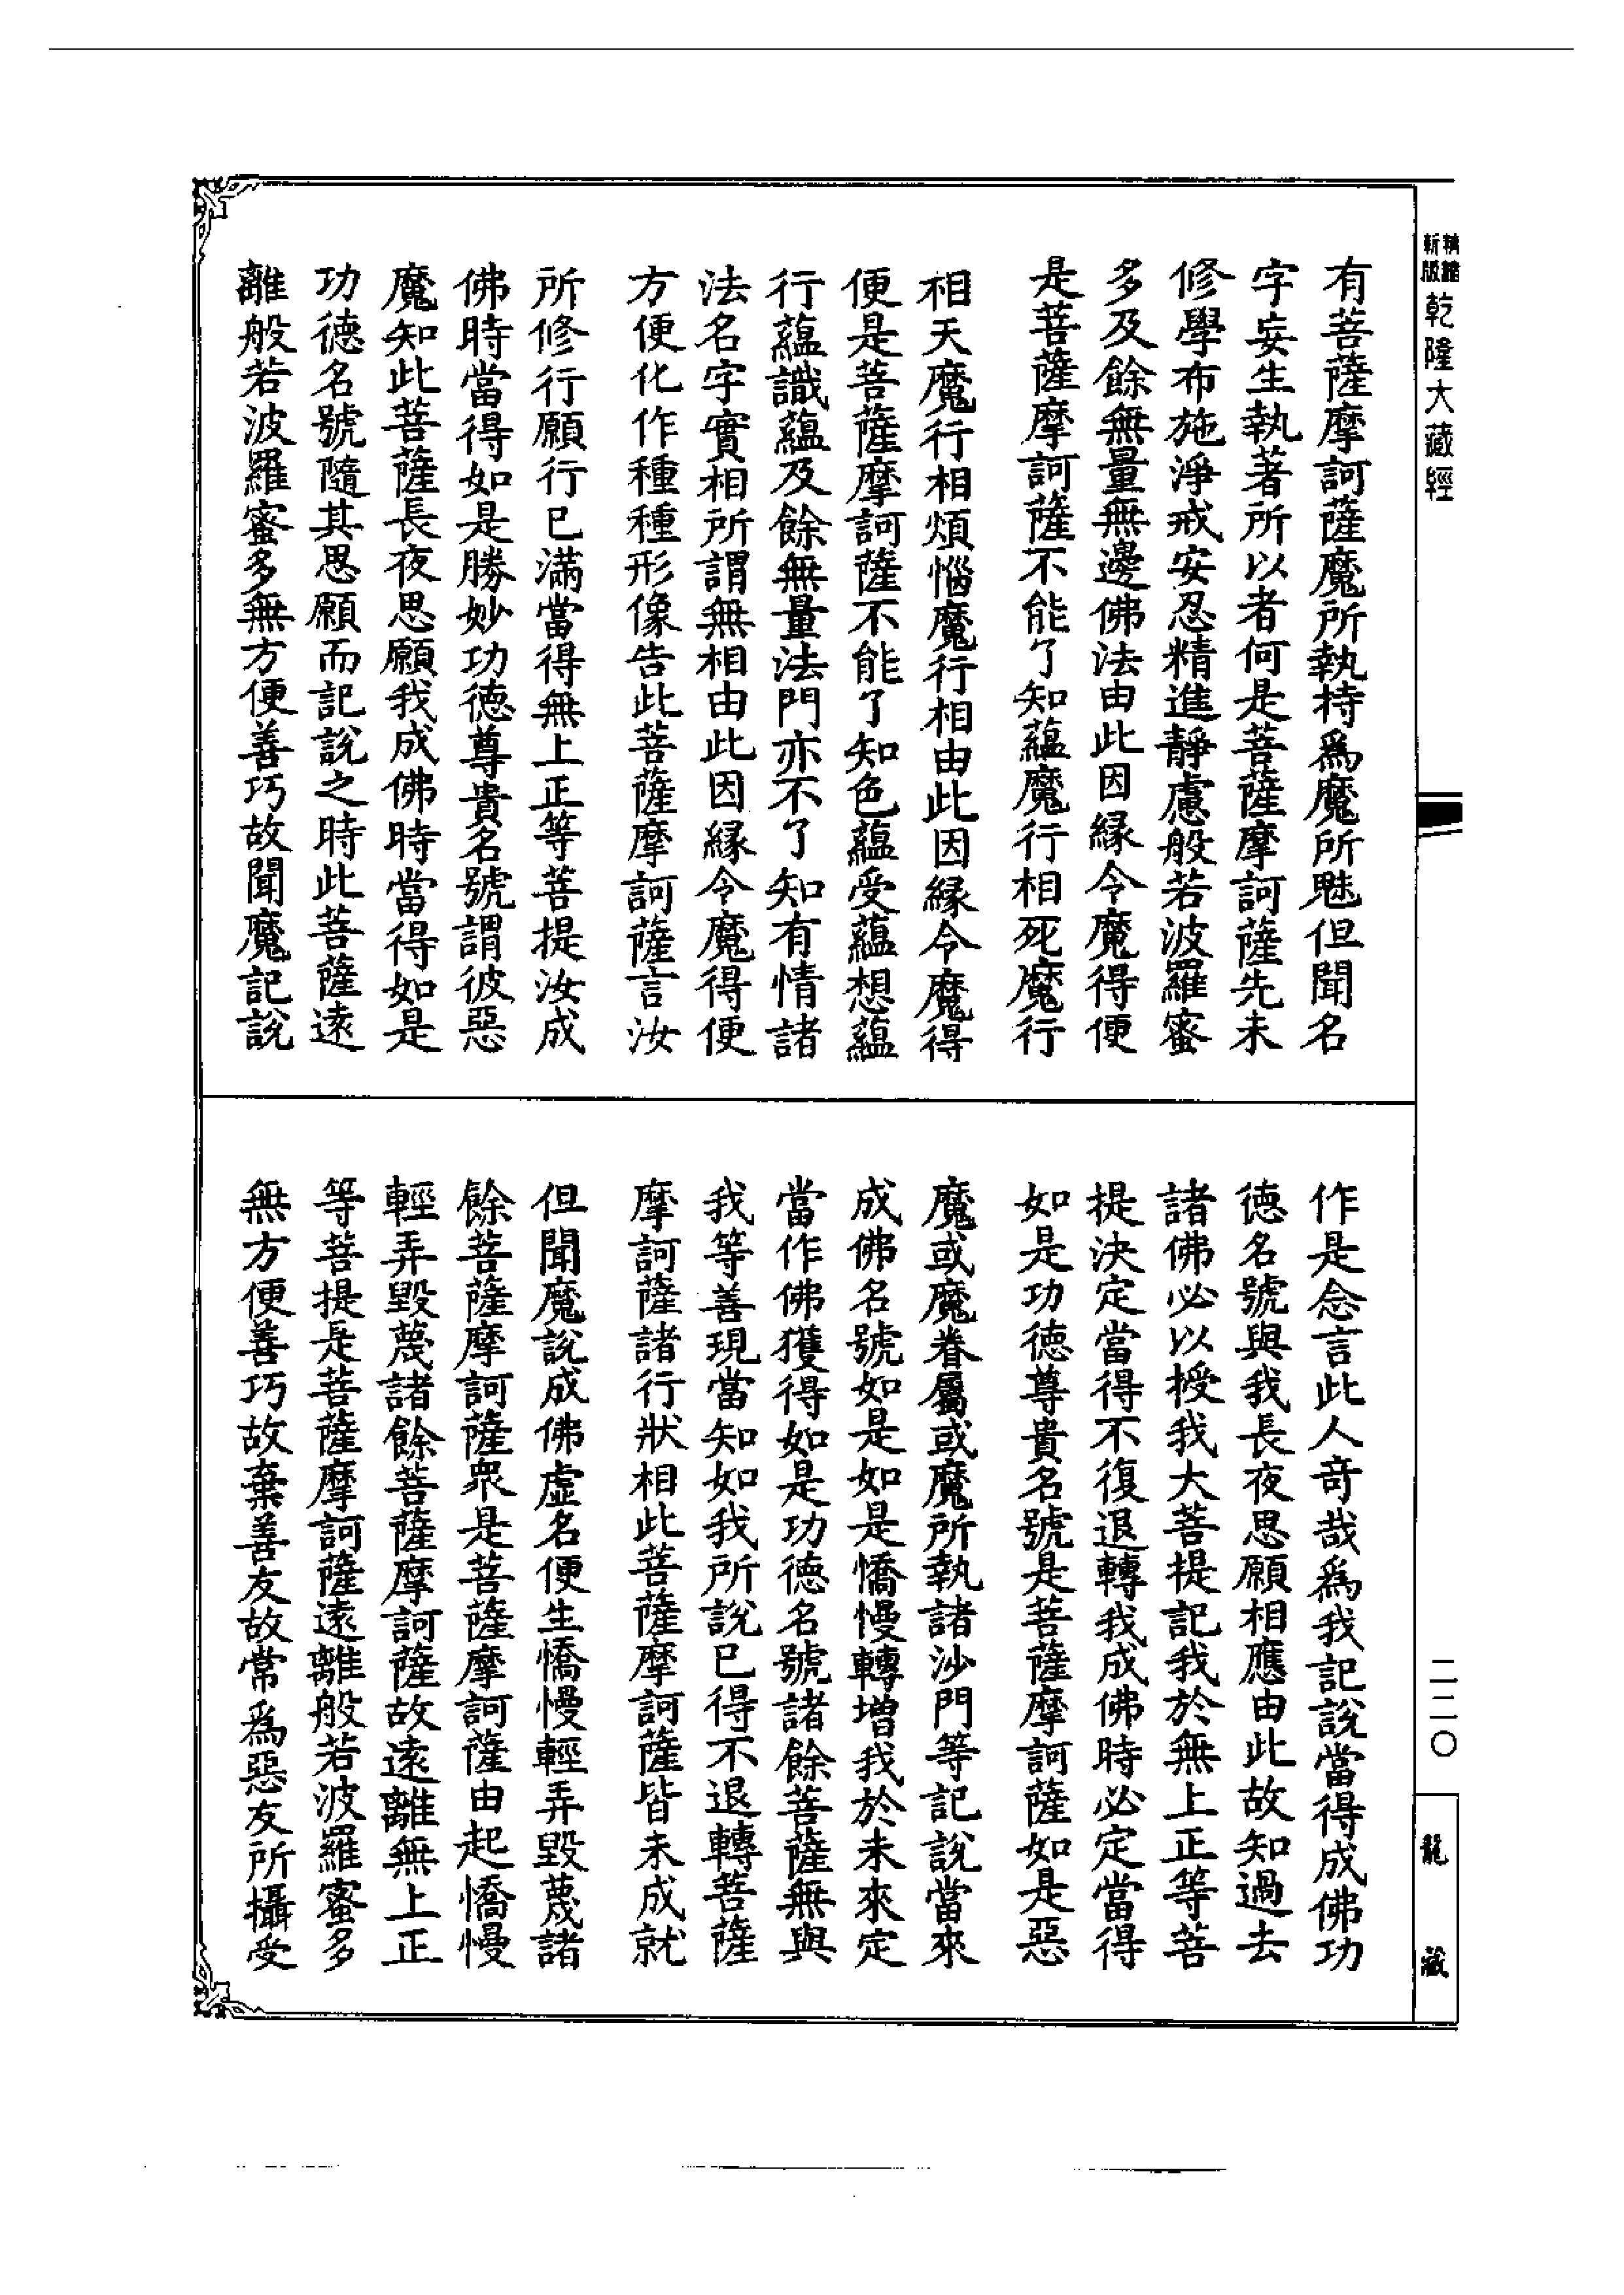 精縮新版乾隆大藏經
有菩薩摩訶薩魔所執持爲魔所魅但聞名
字妄生執著所以者何是菩薩摩訶薩先未
修學布施淨戒安忍精進靜慮般若波羅蜜
多及餘無量無邊佛法由此因縁令魔得便
是菩薩摩訶薩不能了知蘊魔行相死魔行
相天魔行相煩惱魔行相由此因縁令魔得
便是菩薩摩訶薩不能了知色蘊受蘊想蘊
行蘊識蘊及餘無量法門亦不了知有情諸
法名字實相所謂無相由此因縁令魔得便
方便化作種種形像告此菩薩摩訶薩言汝
所修行願行已滿當得無上正等菩提汝成
佛時當得如是勝妙功德尊貴名號謂彼惡
魔知此菩薩長夜思願我成佛時當得如是
功德名號隨其思願而記說之時此菩薩遠
離般若波羅蜜多無方便善巧故聞魔記說
作是念言此人奇哉爲我記說當得成佛功
德名號與我長夜思願相應由此故知過去
諸佛必以授我大菩提記我於無上正等菩
提決定當得不復退轉我成佛時必定當得
如是功德尊貴名號是菩薩摩訶薩如是惡
魔或魔眷屬或魔所執諸沙門等記說當來
成佛名號如是如是憍慢轉增我於未來定
當作佛獲得如是功德名號諸餘菩薩無與
我等善現當知如我所說已得不退轉菩薩
摩訶薩諸行狀相此菩薩摩訶薩皆未成就
但聞魔說成佛虛名便生憍慢輕弄毀蔑諸
餘菩薩摩訶薩衆是菩薩摩訶薩由起憍慢
輕弄毀蔑諸餘菩薩摩訶薩故遠離無上正
等菩提是菩薩摩訶薩遠離般若波羅蜜多
無方便善巧故棄善友故常爲惡友所攝受
二二〇
龍藏